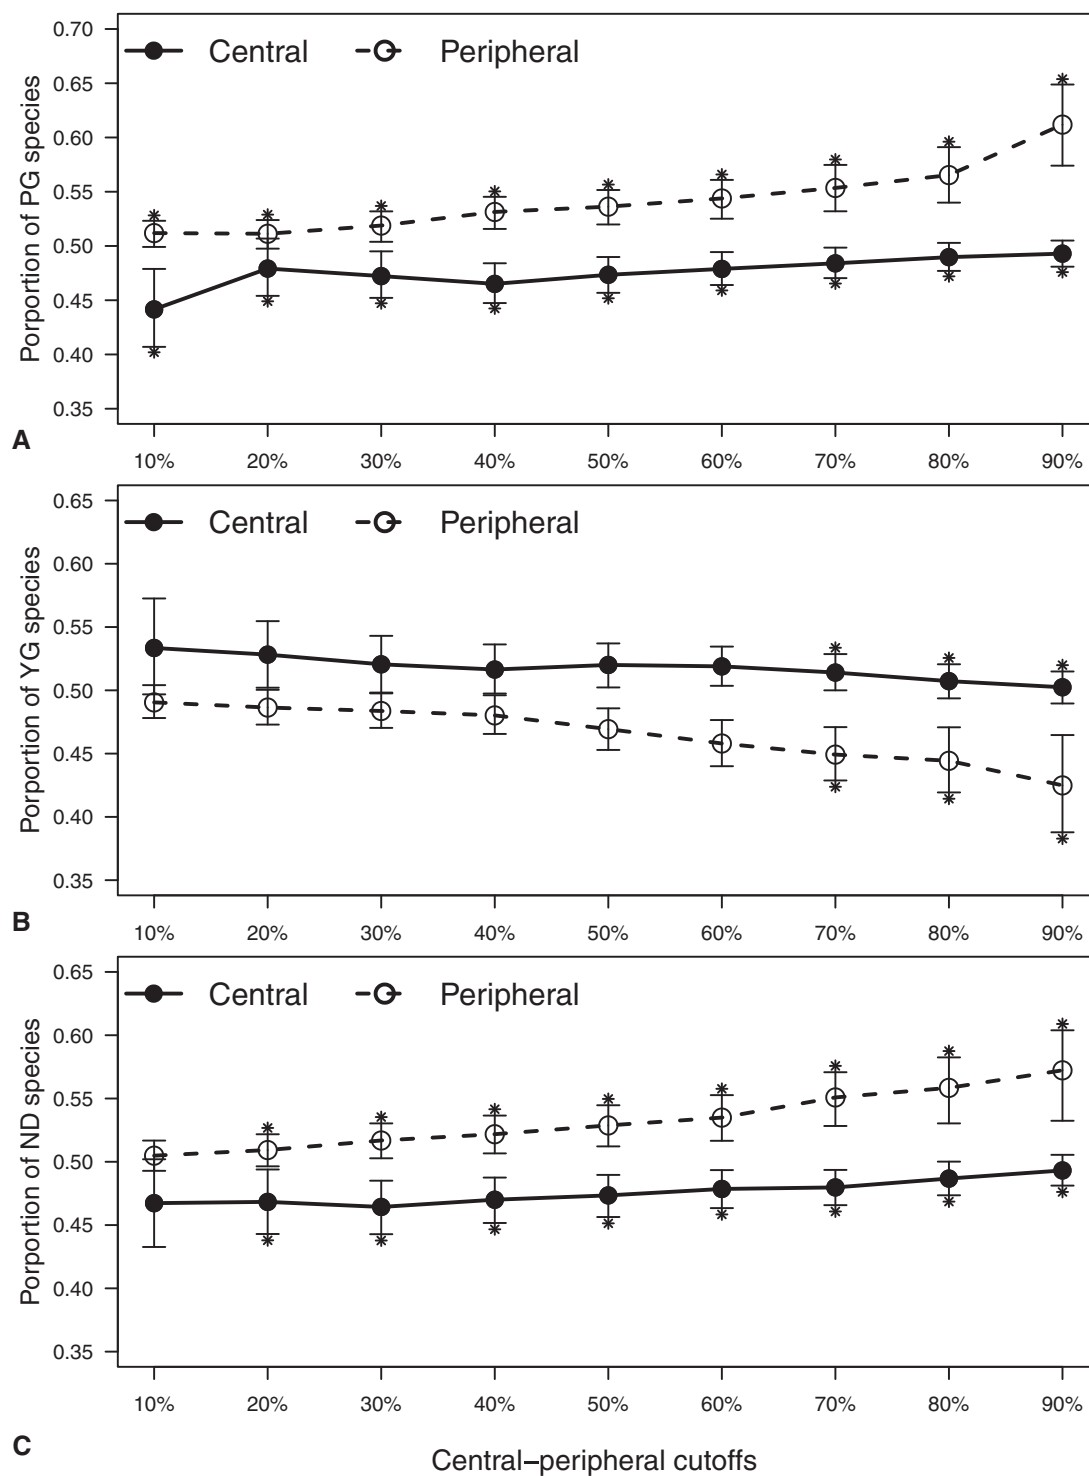 Porportion of PG species
0.70
0.65
0.60
0.55
0.50
0.45
0.40
0.35
Central Peripheral
A
10% 20% 30% 40% 50% 60% 70% 80% 90%
Porportion of YG species
0.65
0.60
0.55
0.50
0.45
0.40
0.35
Central Peripheral
B
10% 20% 30% 40% 50% 60% 70% 80% 90%
Porportion of ND species
0.65
0.60
0.55
0.50
0.45
0.40
0.35
Central Peripheral
10% 20% 30% 40% 50% 60% 70% 80% 90%
C
Central–peripheral cutoffs